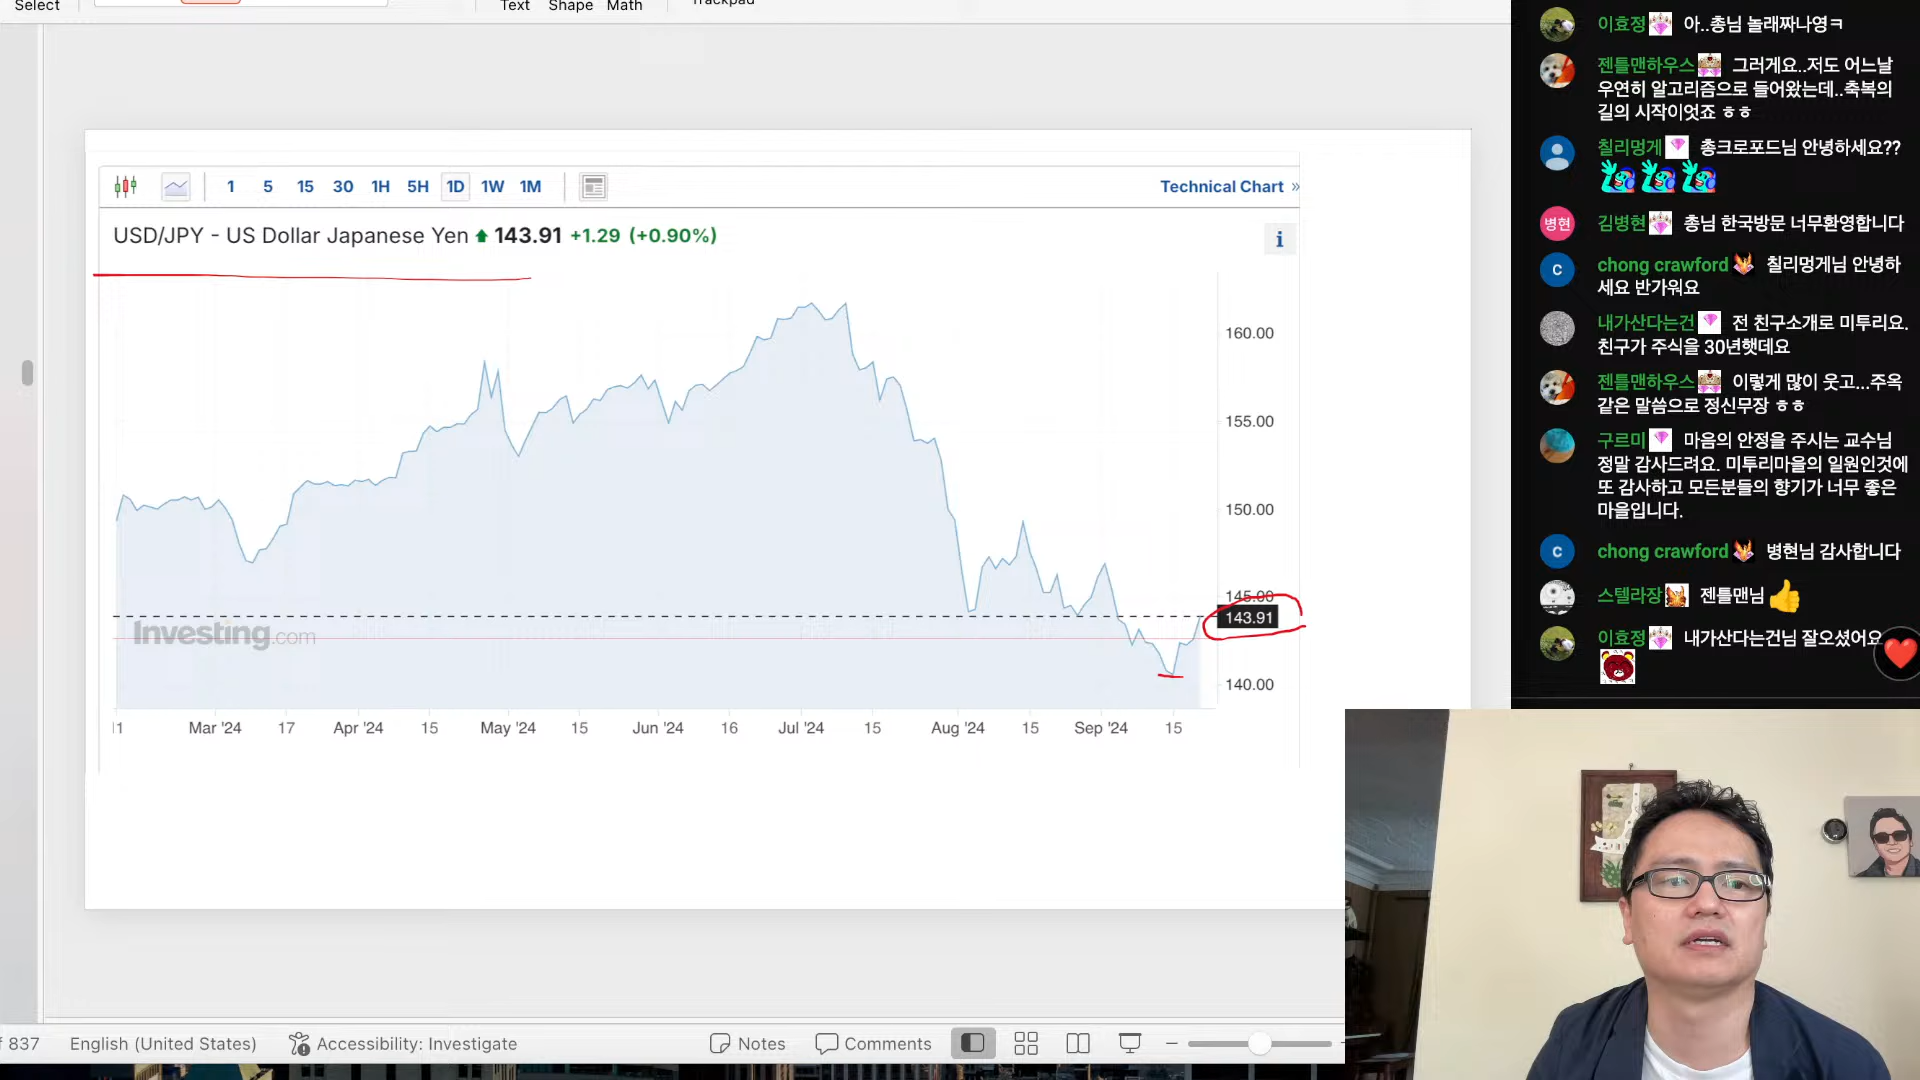 Select
Text Shape Math
Trackpad
1 5 15 30 1H 5H 1D 1W 1M
Technical Chart »
USD/JPY - US Dollar Japanese Yen 143.91 +1.29 (+0.90%)
i
160.00
155.00
150.00
145.00
143.91
140.00
Investing.com
11 Mar '24 17 Apr '24 15 May '24 15 Jun '24 16 Jul '24 15 Aug '24 15 Sep '24 15
837 English (United States) Accessibility: Investigate Notes Comments
이효정 아..총님 놀래짜나영ㅋ
젠틀맨하우스 그러게요..저도 어느날
우연히 알고리즘으로 들어왔는데..축복의
길의 시작이엇죠 ㅎㅎ
칠리멍게 총크로포드님 안녕하세요??
병현
김병현 총님 한국방문 너무환영합니다
C
chong crawford 칠리멍게님 안녕하
세요 반가워요
내가산다는건 전 친구소개로 미투리요.
친구가 주식을 30년햇데요
젠틀맨하우스 이렇게 많이 웃고...주옥
같은 말씀으로 정신무장 ㅎㅎ
구르미 마음의 안정을 주시는 교수님
정말 감사드려요. 미투리마을의 일원인것에
또 감사하고 모든분들의 향기가 너무 좋은
마을입니다.
C
chong crawford 병현님 감사합니다
스텔라장 젠틀맨님
이효정 내가산다는건님 잘오셨어요